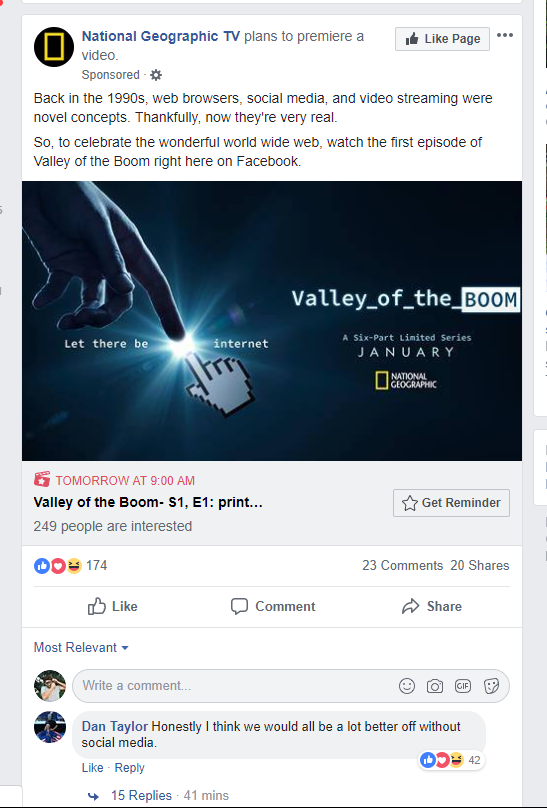 National Geographic TV plans to premiere a
video.
Like Page
Sponsored ·
Back in the 1990s, web browsers, social media, and video streaming were
novel concepts. Thankfully, now they're very real.
So, to celebrate the wonderful world wide web, watch the first episode of
Valley of the Boom right here on Facebook.
Valley_of_the_BOOM
Let there be internet
A Six-Part Limited Series
JANUARY
NATIONAL
GEOGRAPHIC
TOMORROW AT 9:00 AM
Valley of the Boom- S1, E1: print…
Get Reminder
249 people are interested
174
23 Comments 20 Shares
Like Comment Share
Most Relevant
Write a comment...
GIF
Dan Taylor Honestly I think we would all be a lot better off without
social media.
42
Like · Reply
15 Replies · 41 mins